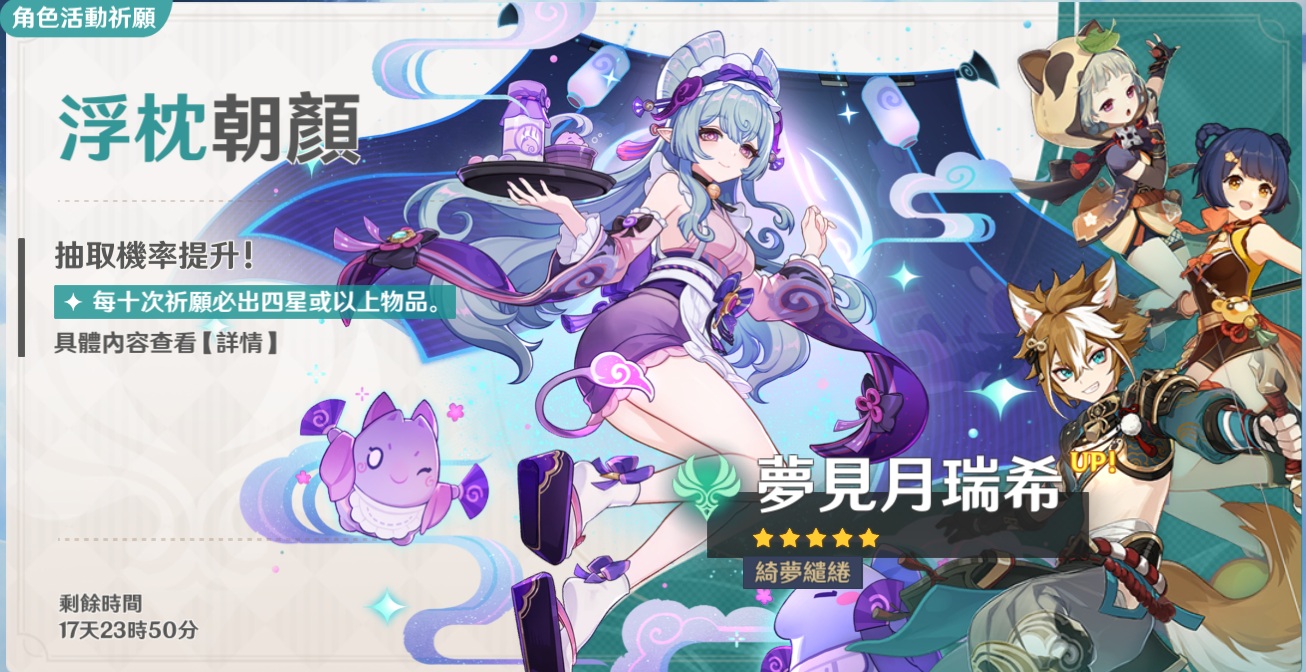 角色活動祈願
浮枕朝顏
抽取機率提升！
每十次祈願必出四星或以上物品。
具體內容查看【詳情】
夢見月瑞希
UP!
綺夢繾綣
剩餘時間
17天23時50分